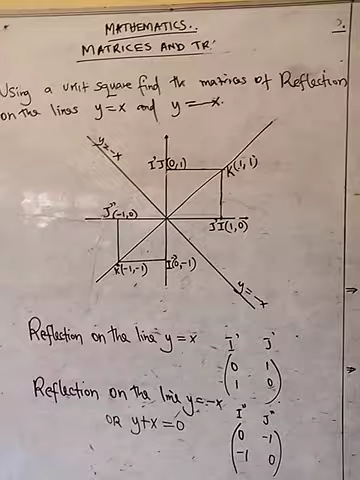 MATHEMATICS..
MATRICES AND TR.
Using a unit square find the matrices of Reflection
on the lines y=x and y=-x.
y=-x
I'J(0,1)
K(1,1)
J"(-1,0)
J'I(1,0)
K"(-1,-1)
I"(0,-1)
y=-x
Reflection on the line y=x
I' J'
0 1
1 0
Reflection on the line y=-x
OR y+x=0
I" J"
0 -1
-1 0